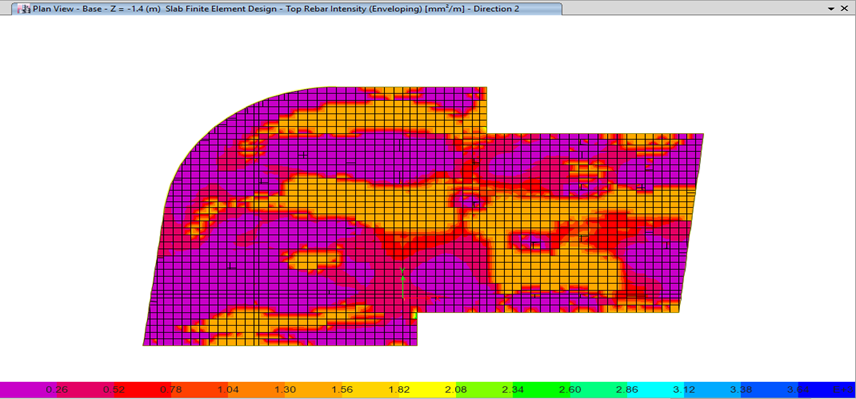 Plan View - Base - Z = -1.4 (m) Slab Finite Element Design - Top Rebar Intensity (Enveloping) [mm²/m] - Direction 2
0.26 0.52 0.78 1.04 1.30 1.56 1.82 2.08 2.34 2.60 2.86 3.12 3.38